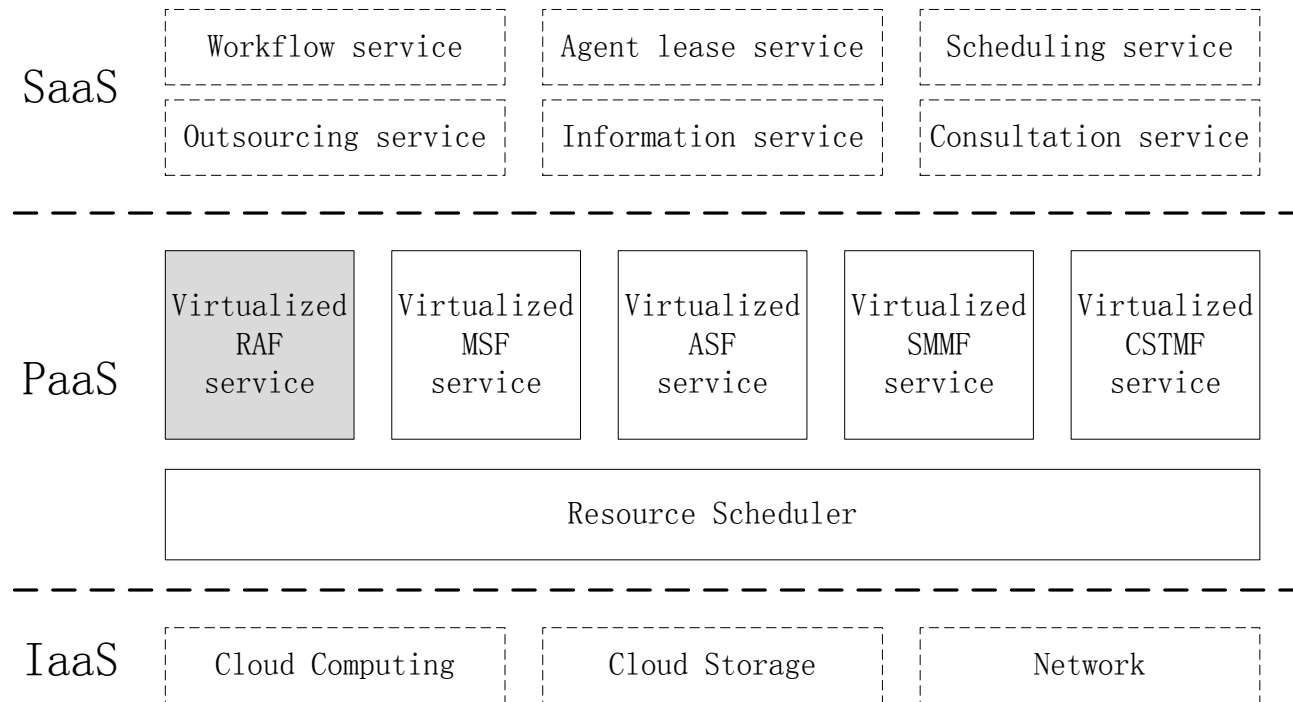 SaaS
Workflow service
Agent lease service
Scheduling service
Outsourcing service
Information service
Consultation service
PaaS
Virtualized
RAF
service
Virtualized
MSF
service
Virtualized
ASF
service
Virtualized
SMMF
service
Virtualized
CSTMF
service
Resource Scheduler
IaaS
Cloud Computing
Cloud Storage
Network